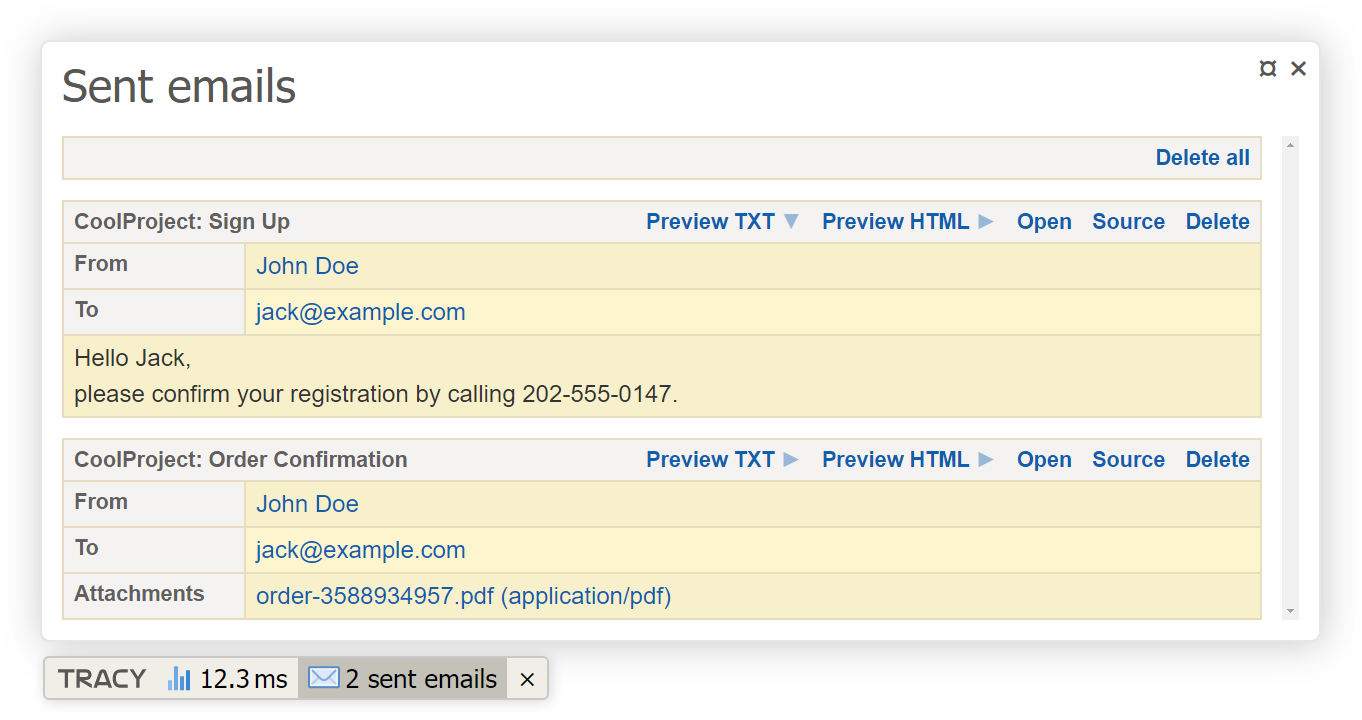 Sent emails
¤ ×
Delete all
CoolProject: Sign Up Preview TXT ▼ Preview HTML ► Open Source Delete
From John Doe
To jack@example.com
Hello Jack,
please confirm your registration by calling 202-555-0147.
CoolProject: Order Confirmation Preview TXT ► Preview HTML ► Open Source Delete
From John Doe
To jack@example.com
Attachments order-3588934957.pdf (application/pdf)
TRACY 12.3 ms 2 sent emails ×